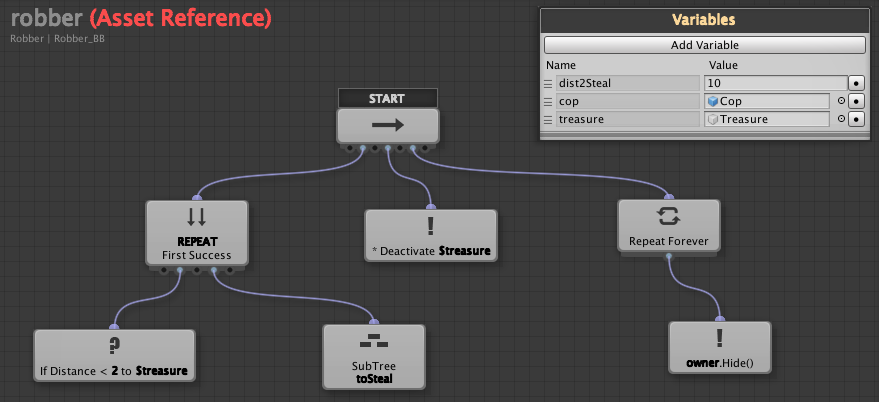 robber (Asset Reference)
Robber | Robber_BB
Variables
Add Variable
Name Value
dist2Steal 10
cop Cop
treasure Treasure
START
REPEAT
First Success
* Deactivate $treasure
Repeat Forever
If Distance < 2 to $treasure
SubTree
toSteal
owner.Hide()